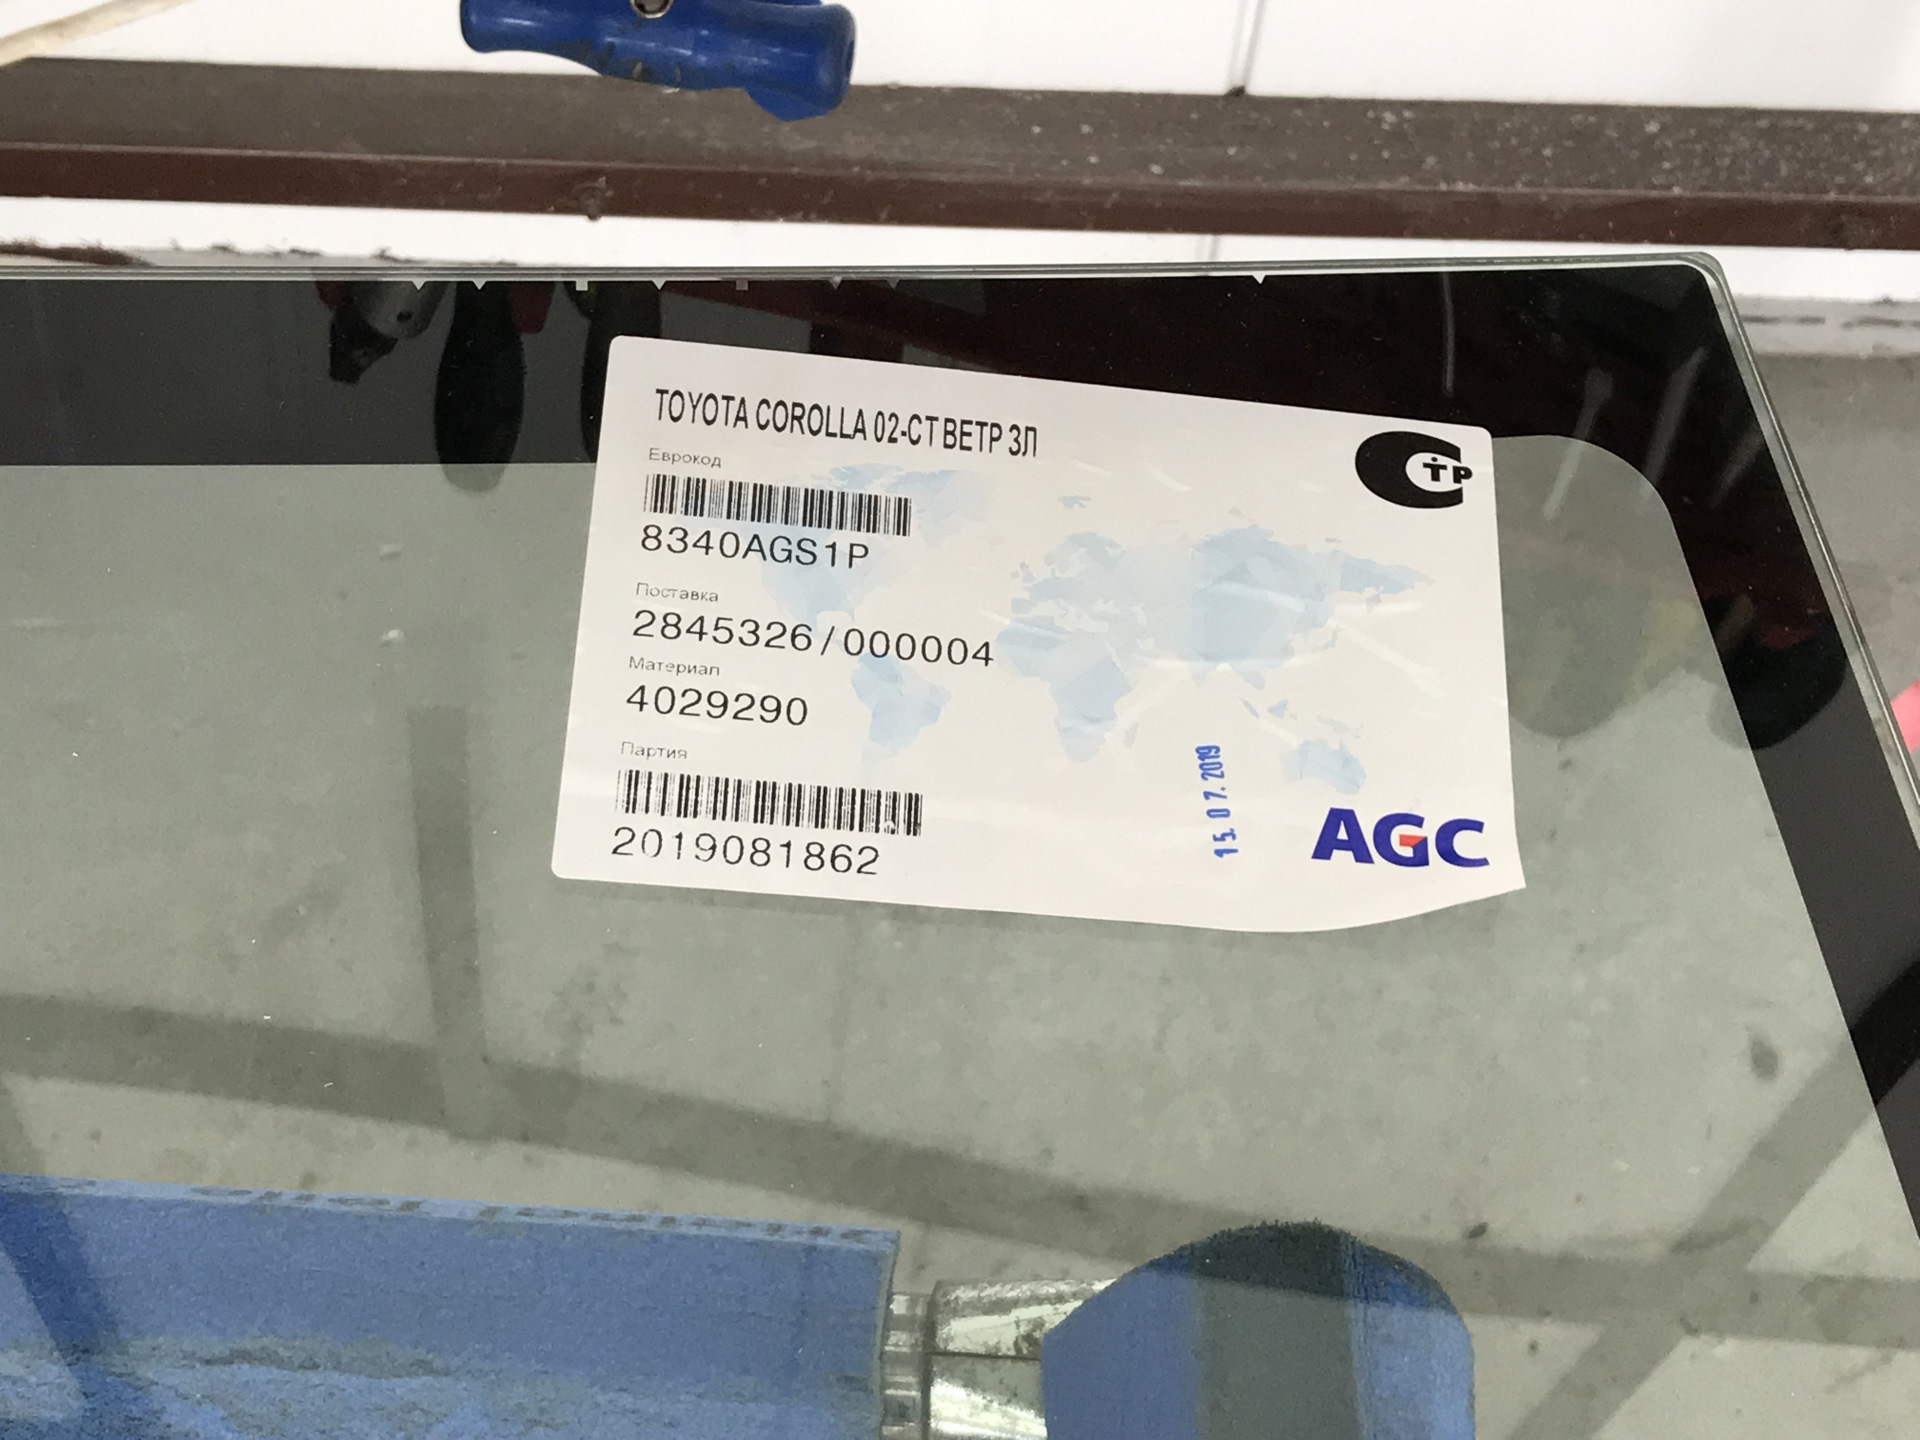 TOYOTA COROLLA 02-СТ ВЕТР ЗЛ
Еврокод
8340AGS1P
Поставка
2845326/000004
Материал
4029290
Партия
2019081862
СТР
15.07.2019
AGC